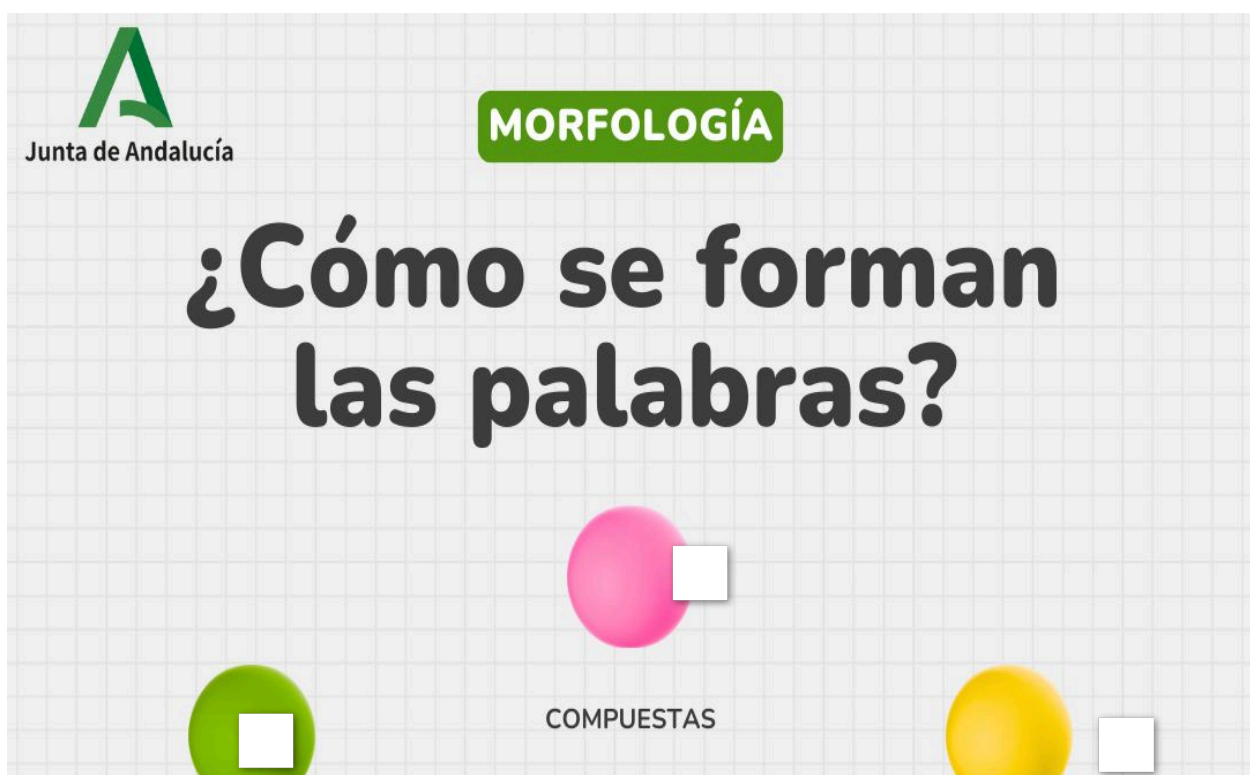 Junta de Andalucía
MORFOLOGÍA
¿Cómo se forman
las palabras?
COMPUESTAS